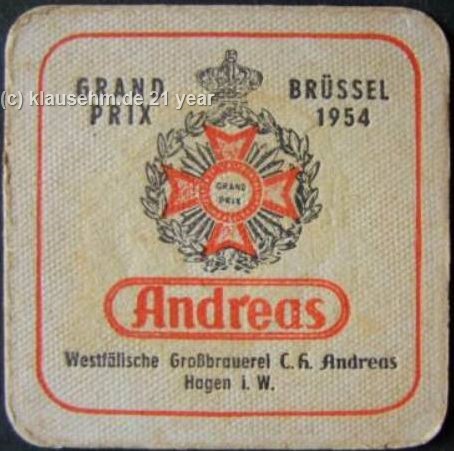 GRAND PRIX
BRÜSSEL 1954
(c) klausehm.de 21 year
GRAND
PRIX
Andreas
Westfälische Großbrauerei C. H. Andreas
Hagen i. W.